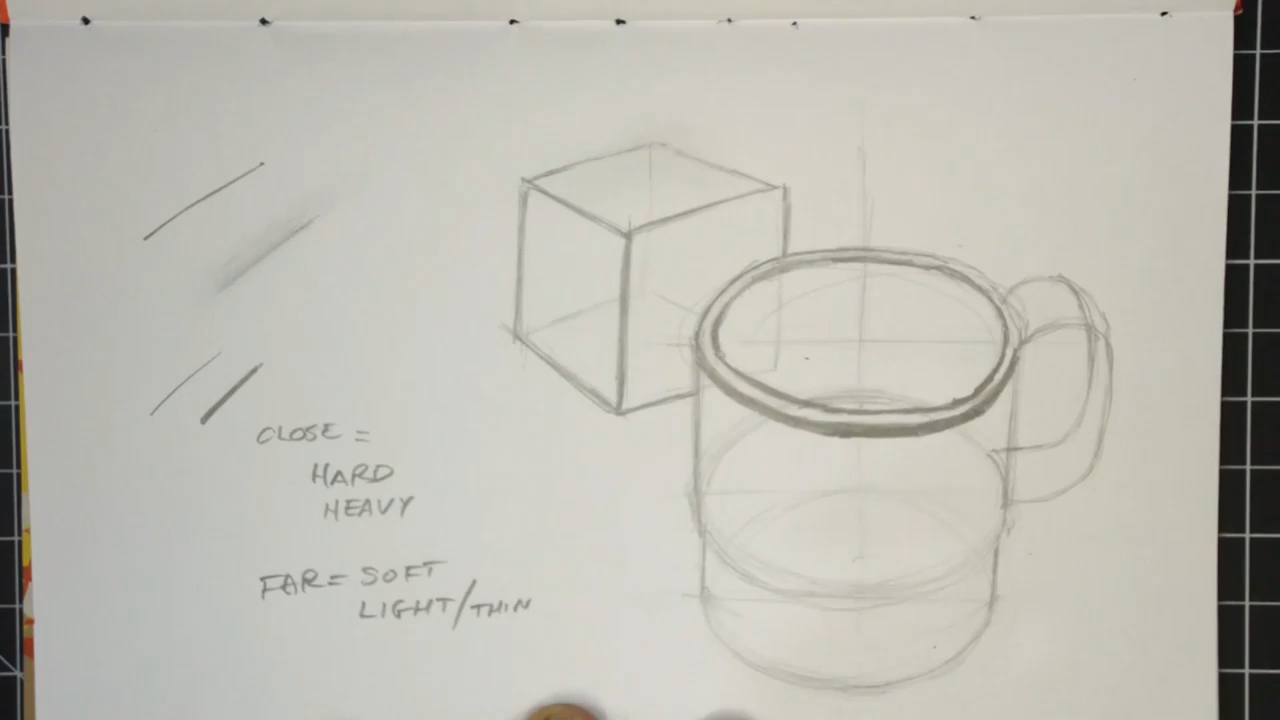 CLOSE =
HARD
HEAVY
FAR = SOFT
LIGHT/THIN